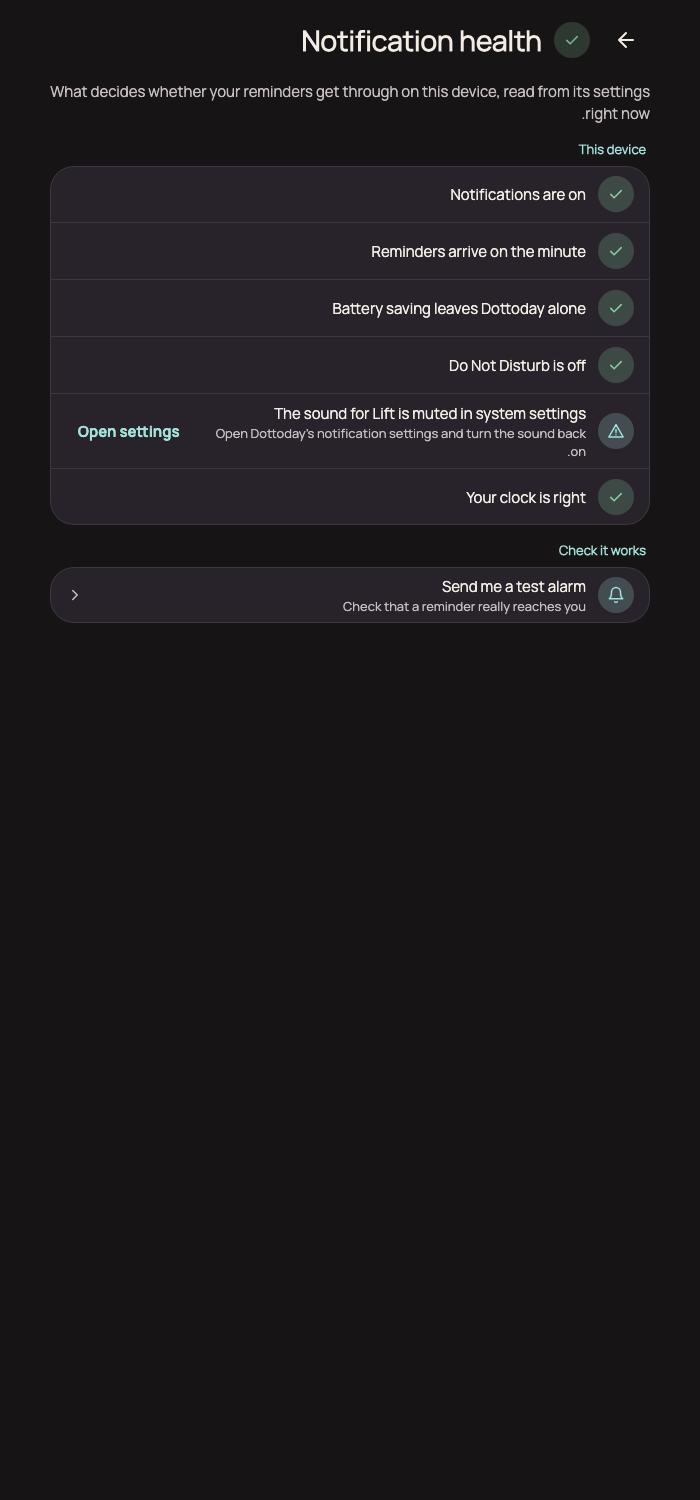 Notification health
What decides whether your reminders get through on this device, read from its settings
.right now
This device
Notifications are on
Reminders arrive on the minute
Battery saving leaves Dottoday alone
Do Not Disturb is off
The sound for Lift is muted in system settings
Open Dottoday's notification settings and turn the sound back
.on
Open settings
Your clock is right
Check it works
Send me a test alarm
Check that a reminder really reaches you